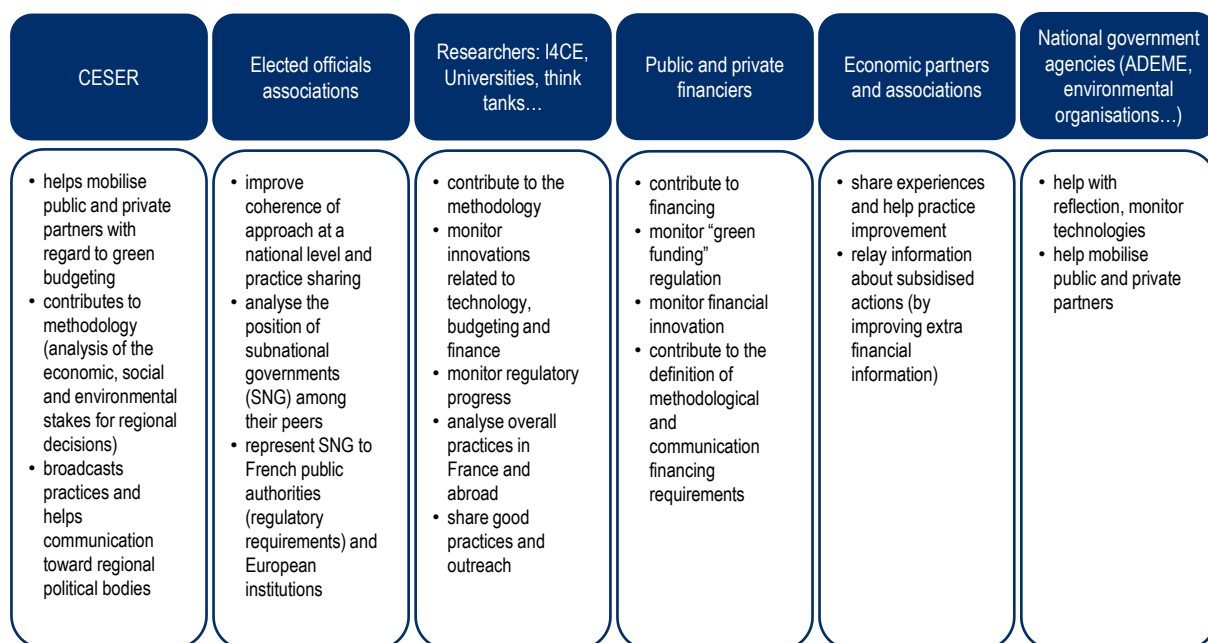 CESER
• helps mobilise
public and private
partners with
regard to green
budgeting
• contributes to
methodology
(analysis of the
economic, social
and environmental
stakes for regional
decisions)
• broadcasts
practices and
helps
communication
toward regional
political bodies
Elected officials
associations
• improve
coherence of
approach at a
national level and
practice sharing
• analyse the
position of
subnational
governments
(SNG) among
their peers
• represent SNG to
French public
authorities
(regulatory
requirements) and
European
institutions
Researchers: I4CE,
Universities, think
tanks…
• contribute to the
methodology
• monitor
innovations
related to
technology,
budgeting and
finance
• monitor regulatory
progress
• analyse overall
practices in
France and
abroad
• share good
practices and
outreach
Public and private
financiers
• contribute to
financing
• monitor “green
funding”
regulation
• monitor financial
innovation
• contribute to the
definition of
methodological
and
communication
financing
requirements
Economic partners
and associations
• share experiences
and help practice
improvement
• relay information
about subsidised
actions (by
improving extra
financial
information)
National government
agencies (ADEME,
environmental
organisations…)
• help with
reflection, monitor
technologies
• help mobilise
public and private
partners